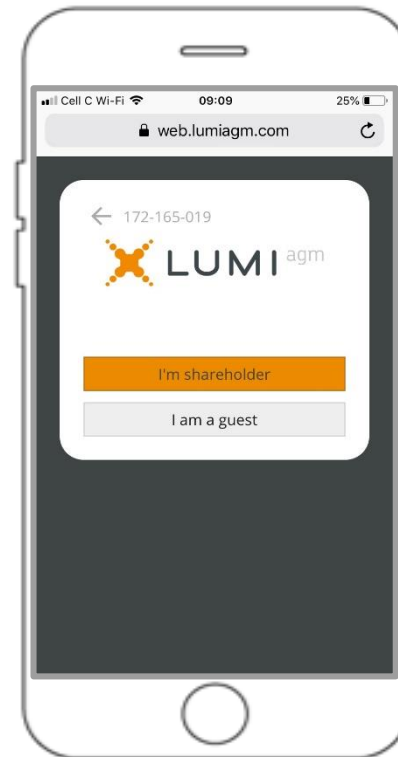 Cell C Wi-Fi 09:09 25%
web.lumiagm.com
172-165-019
LUMI agm
I'm shareholder
I am a guest